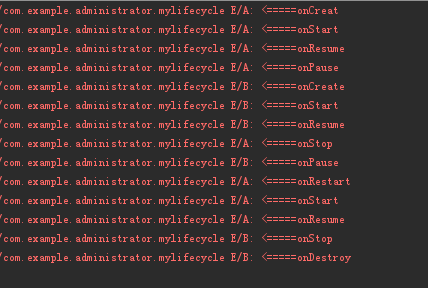 /com.example.administrator.mylifecycle E/A: <=====onCreat
/com.example.administrator.mylifecycle E/A: <=====onStart
/com.example.administrator.mylifecycle E/A: <=====onResume
/com.example.administrator.mylifecycle E/A: <=====onPause
/com.example.administrator.mylifecycle E/B: <=====onCreate
/com.example.administrator.mylifecycle E/B: <=====onStart
/com.example.administrator.mylifecycle E/B: <=====onResume
/com.example.administrator.mylifecycle E/A: <=====onStop
/com.example.administrator.mylifecycle E/B: <=====onPause
/com.example.administrator.mylifecycle E/A: <=====onRestart
/com.example.administrator.mylifecycle E/A: <=====onStart
/com.example.administrator.mylifecycle E/A: <=====onResume
/com.example.administrator.mylifecycle E/B: <=====onStop
/com.example.administrator.mylifecycle E/B: <=====onDestroy